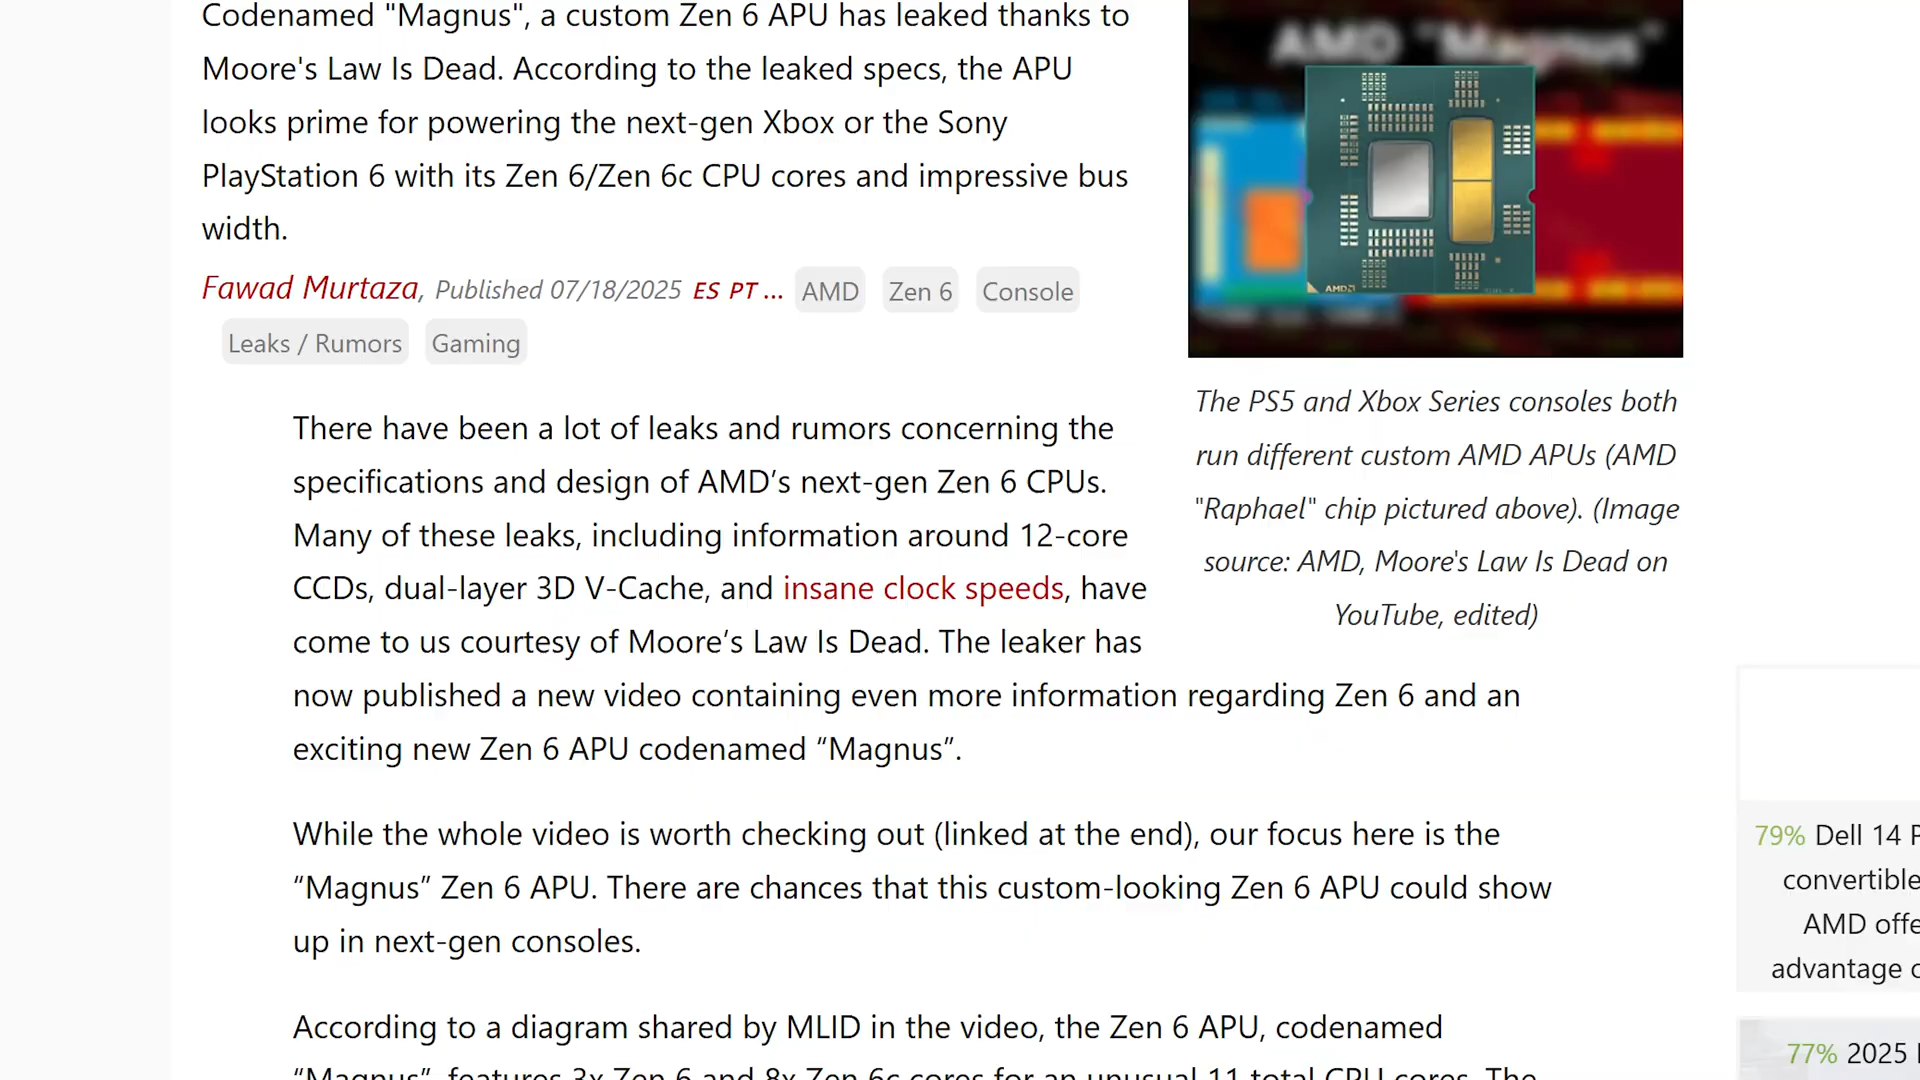 Codenamed "Magnus", a custom Zen 6 APU has leaked thanks to
Moore's Law Is Dead. According to the leaked specs, the APU
looks prime for powering the next-gen Xbox or the Sony
PlayStation 6 with its Zen 6/Zen 6c CPU cores and impressive bus
width.
Fawad Murtaza, Published 07/18/2025 ES PT ... AMD Zen 6 Console
Leaks / Rumors Gaming
AMD "Magnus"
AMD
The PS5 and Xbox Series consoles both
run different custom AMD APUs (AMD
"Raphael" chip pictured above). (Image
source: AMD, Moore's Law Is Dead on
YouTube, edited)
There have been a lot of leaks and rumors concerning the
specifications and design of AMD’s next-gen Zen 6 CPUs.
Many of these leaks, including information around 12-core
CCDs, dual-layer 3D V-Cache, and insane clock speeds, have
come to us courtesy of Moore’s Law Is Dead. The leaker has
now published a new video containing even more information regarding Zen 6 and an
exciting new Zen 6 APU codenamed “Magnus”.
While the whole video is worth checking out (linked at the end), our focus here is the
“Magnus” Zen 6 APU. There are chances that this custom-looking Zen 6 APU could show
up in next-gen consoles.
According to a diagram shared by MLID in the video, the Zen 6 APU, codenamed
“Magnus”, features 3x Zen 6 and 8x Zen 6c cores for an unusual 11 total CPU cores. The
79% Dell 14 P
convertible
AMD offe
advantage o
77% 2025